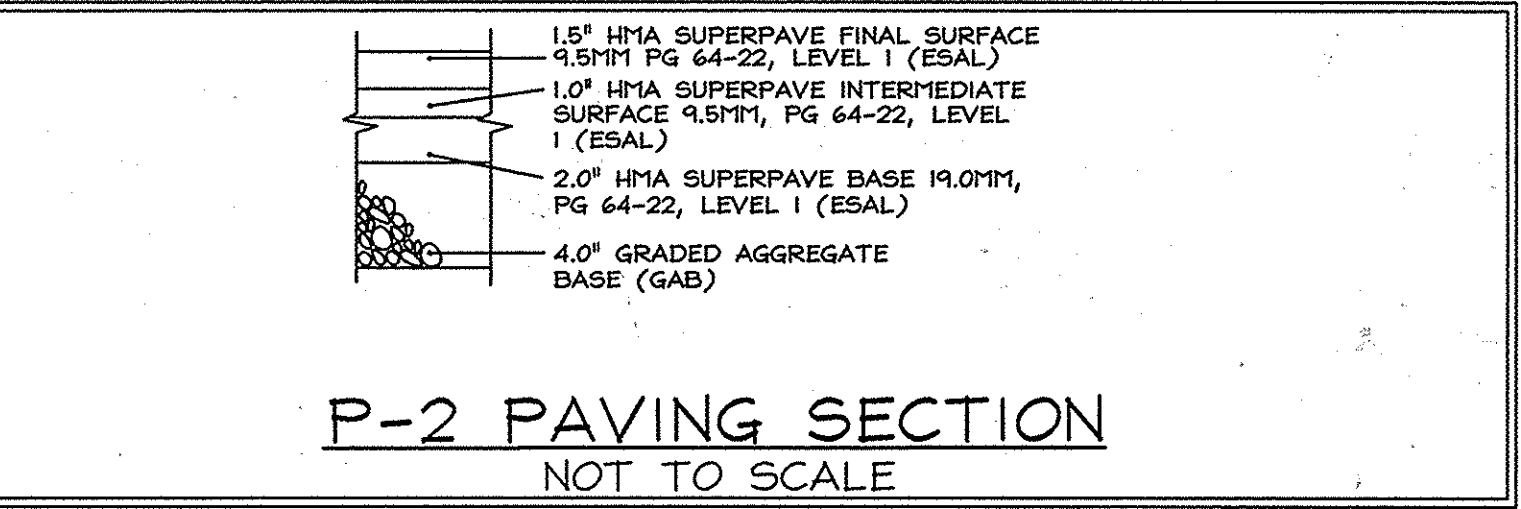 1.5" HMA SUPERPAVE FINAL SURFACE
9.5MM PG 64-22, LEVEL 1 (ESAL)
1.0" HMA SUPERPAVE INTERMEDIATE
SURFACE 9.5MM, PG 64-22, LEVEL
1 (ESAL)
2.0" HMA SUPERPAVE BASE 19.0MM,
PG 64-22, LEVEL 1 (ESAL)
4.0" GRADED AGGREGATE
BASE (GAB)
P-2 PAVING SECTION
NOT TO SCALE